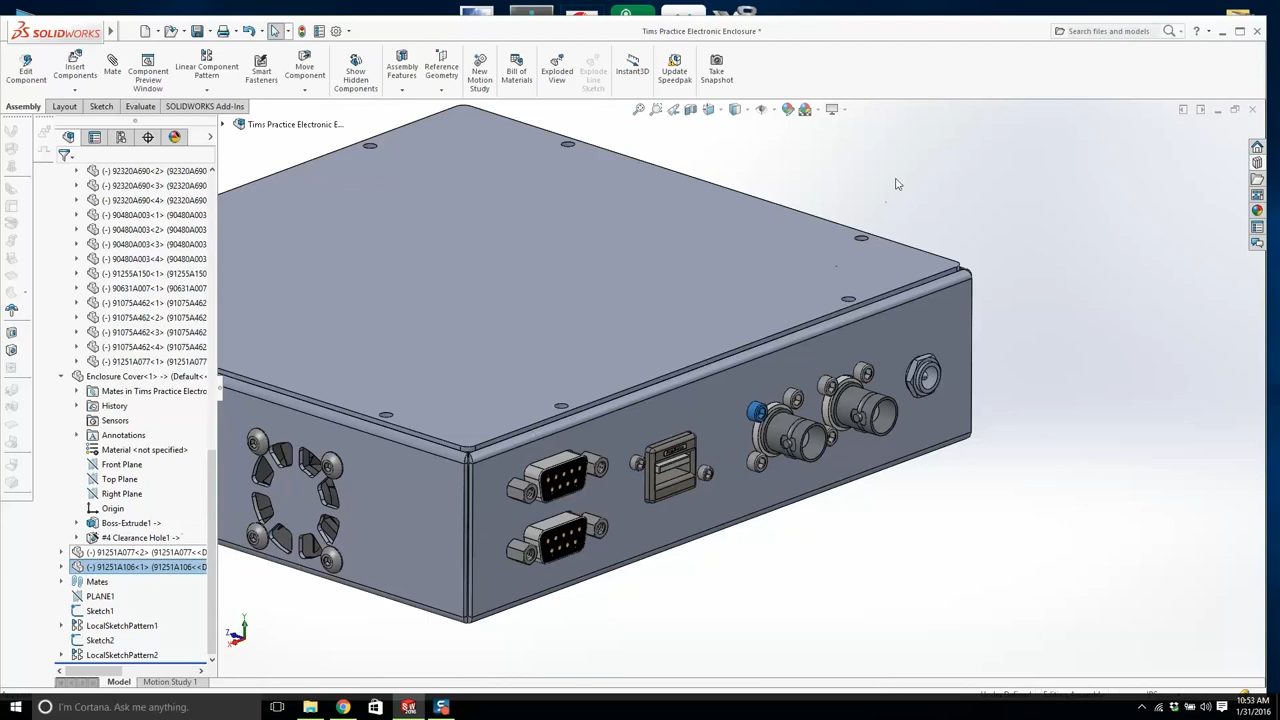 SOLIDWORKS
Tims Practice Electronic Enclosure *
Search files and models
Edit Component
Insert Components
Mate
Component Preview Window
Linear Component Pattern
Smart Fasteners
Move Component
Show Hidden Components
Assembly Features
Reference Geometry
New Motion Study
Bill of Materials
Exploded View
Explode Line Sketch
Instant3D
Update Speedpak
Take Snapshot
Assembly Layout Sketch Evaluate SOLIDWORKS Add-Ins
Tims Practice Electronic E...
(-) 92320A690<2> (92320A690
(-) 92320A690<3> (92320A690
(-) 92320A690<4> (92320A690
(-) 90480A003<1> (90480A003
(-) 90480A003<2> (90480A003
(-) 90480A003<3> (90480A003
(-) 90480A003<4> (90480A003
(-) 91255A150<1> (91255A150
(-) 90631A007<1> (90631A007
(-) 91075A462<1> (91075A462
(-) 91075A462<2> (91075A462
(-) 91075A462<3> (91075A462
(-) 91075A462<4> (91075A462
(-) 91251A077<1> (91251A077
Enclosure Cover<1> -> (Default<
Mates in Tims Practice Electro
History
Sensors
Annotations
Material <not specified>
Front Plane
Top Plane
Right Plane
Origin
Boss-Extrude1 ->
#4 Clearance Hole1 ->
(-) 91251A077<2> (91251A077<<D
(-) 91251A106<1> (91251A106<<D
Mates
PLANE1
Sketch1
LocalSketchPattern1
Sketch2
LocalSketchPattern2
Model Motion Study 1
I'm Cortana. Ask me anything.
10:53 AM
1/31/2016